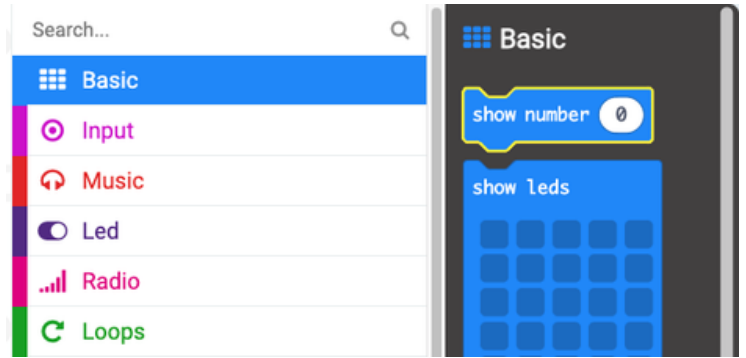 Search...
Basic
Input
Music
Led
Radio
Loops
Basic
show number 0
show leds